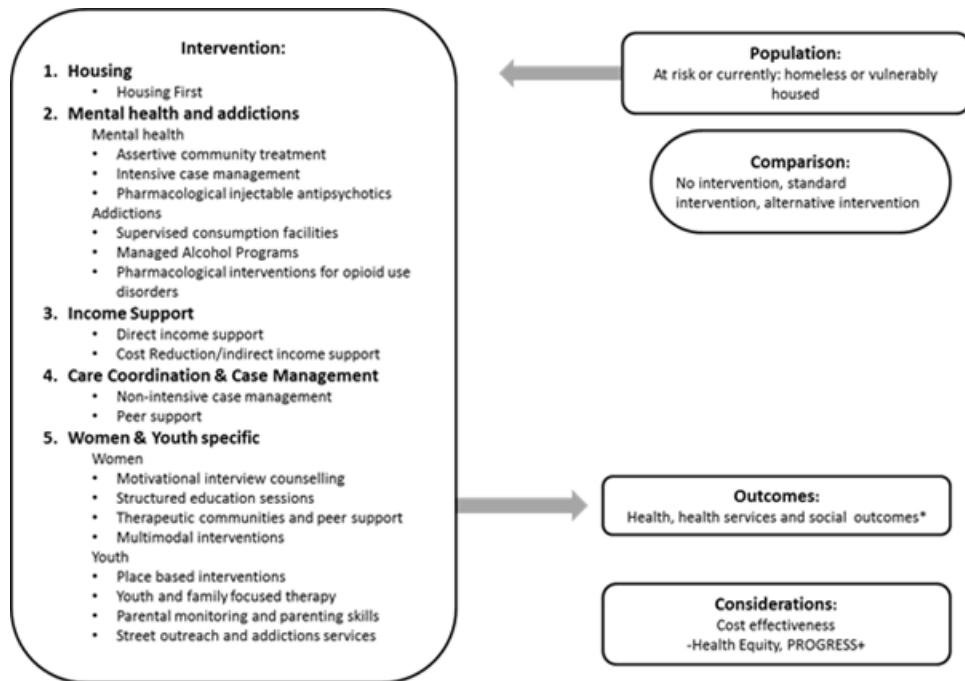 Intervention:
1. Housing
• Housing First
2. Mental health and addictions
Mental health
• Assertive community treatment
• Intensive case management
• Pharmacological injectable antipsychotics
Addictions
• Supervised consumption facilities
• Managed Alcohol Programs
• Pharmacological interventions for opioid use
disorders
3. Income Support
• Direct income support
• Cost Reduction/indirect income support
4. Care Coordination & Case Management
• Non-intensive case management
• Peer support
5. Women & Youth specific
Women
• Motivational interview counselling
• Structured education sessions
• Therapeutic communities and peer support
• Multimodal interventions
Youth
• Place based interventions
• Youth and family focused therapy
• Parental monitoring and parenting skills
• Street outreach and addictions services
Population:
At risk or currently: homeless or vulnerably
housed
Comparison:
No intervention, standard
intervention, alternative intervention
Outcomes:
Health, health services and social outcomes*
Considerations:
Cost effectiveness
-Health Equity, PROGRESS+